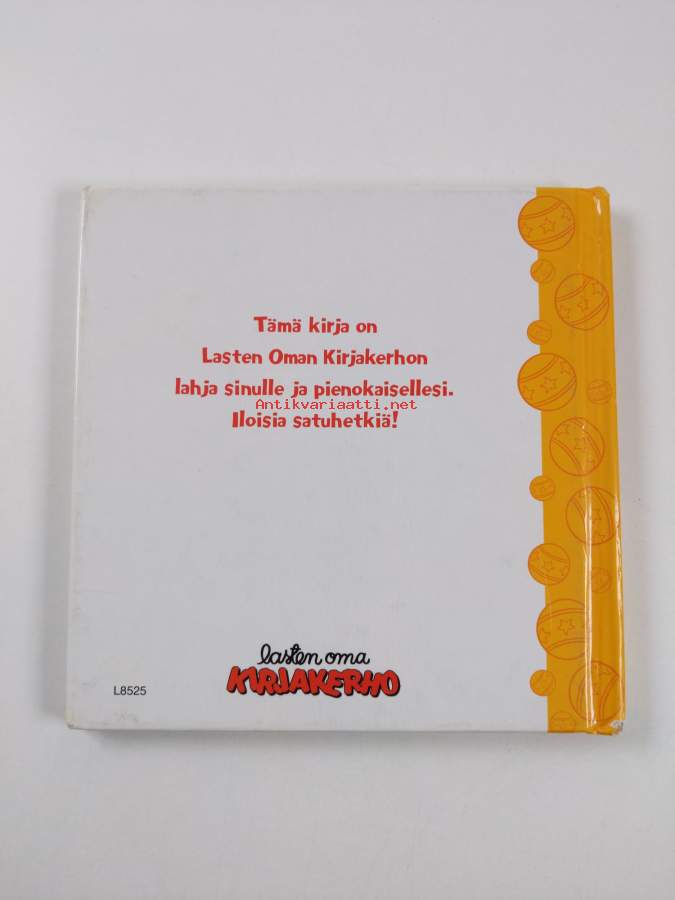 Tämä kirja on
Lasten Oman Kirjakerhon
lahja sinulle ja pienokaisellesi.
Antikvariaatti.net
Iloisia satuhetkiä!
lasten oma
KIRJAKERHO
L8525